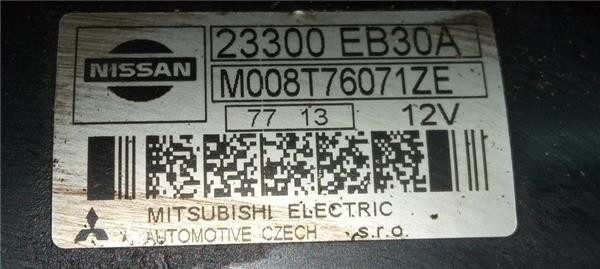 NISSAN
23300 EB30A
M008T76071ZE
77 13 12V
MITSUBISHI ELECTRIC
AUTOMOTIVE CZECH s.r.o.